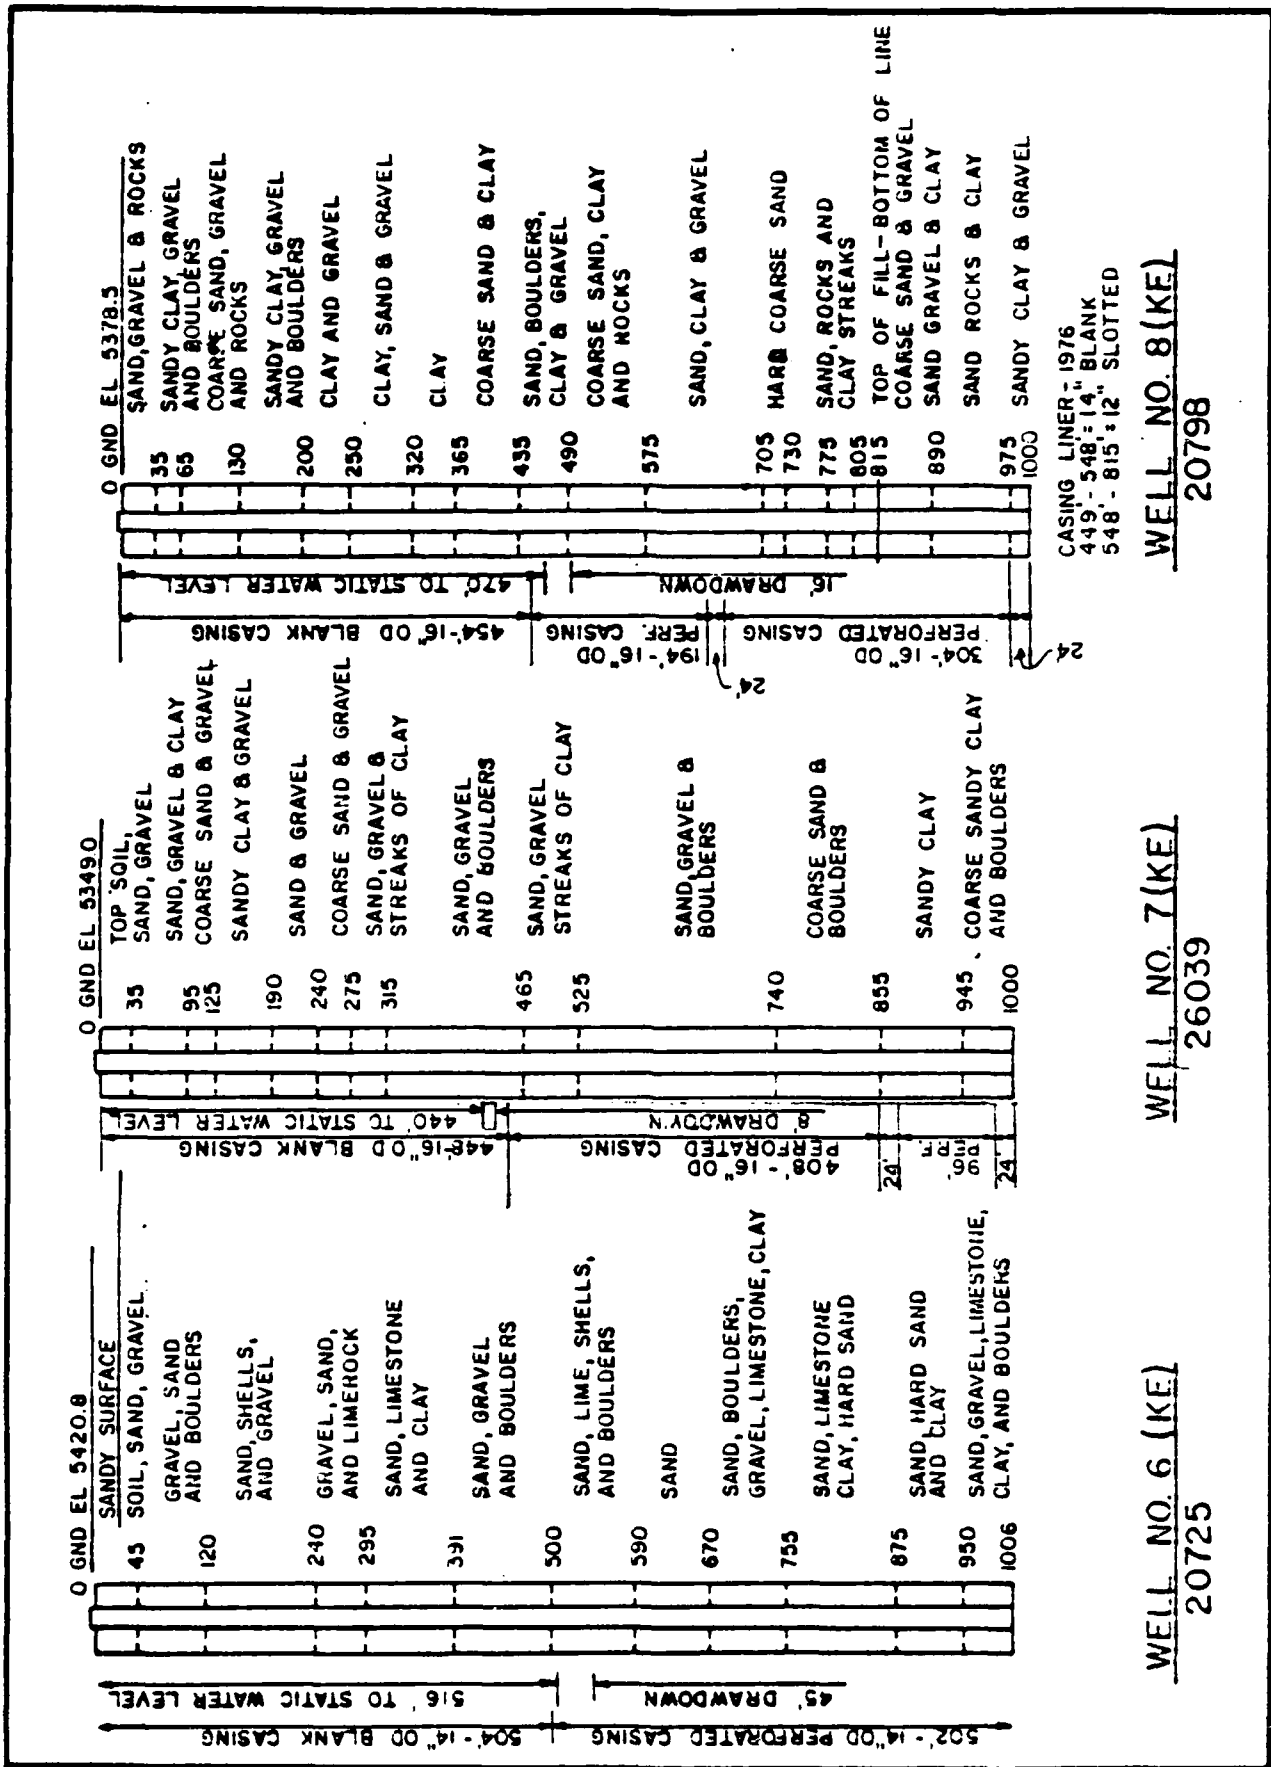 0 GND EL 5420.8
SANDY SURFACE
SOIL, SAND, GRAVEL
45
GRAVEL, SAND
AND BOULDERS
120
SAND, SHELLS,
AND GRAVEL
240
GRAVEL, SAND,
AND LIMEROCK
295
SAND, LIMESTONE
AND CLAY
391
SAND, GRAVEL
AND BOULDERS
500
SAND, LIME, SHELLS,
AND BOULDERS
590
SAND
670
SAND, BOULDERS,
GRAVEL, LIMESTONE, CLAY
755
SAND, LIMESTONE
CLAY, HARD SAND
875
SAND, HARD SAND
AND CLAY
950
SAND, GRAVEL, LIMESTONE,
CLAY, AND BOULDERS
1006
516' TO STATIC WATER LEVEL
45' DRAWDOWN
504'-14" OD BLANK CASING
502'-14" OD PERFORATED CASING
WELL NO. 6 (KE)
20725
0 GND EL 5349.0
TOP SOIL,
SAND, GRAVEL
35
SAND, GRAVEL & CLAY
95
COARSE SAND & GRAVEL
125
SANDY CLAY & GRAVEL
190
SAND & GRAVEL
240
COARSE SAND & GRAVEL
275
SAND, GRAVEL &
STREAKS OF CLAY
315
SAND, GRAVEL
AND BOULDERS
465
SAND, GRAVEL
STREAKS OF CLAY
525
SAND, GRAVEL &
BOULDERS
740
COARSE SAND &
BOULDERS
855
SANDY CLAY
945
COARSE SANDY CLAY
AND BOULDERS
1000
440' TO STATIC WATER LEVEL
8' DRAWDOWN
448'-16" OD BLANK CASING
408'-16" OD
PERFORATED CASING
24'
96'
PERF.
24'
WELL NO. 7 (KE)
26039
0 GND EL 5378.5
SAND, GRAVEL & ROCKS
35
SANDY CLAY, GRAVEL
AND BOULDERS
65
COARSE SAND, GRAVEL
AND ROCKS
130
SANDY CLAY, GRAVEL
AND BOULDERS
200
CLAY AND GRAVEL
250
CLAY, SAND & GRAVEL
320
CLAY
365
COARSE SAND & CLAY
435
SAND, BOULDERS,
CLAY & GRAVEL
490
COARSE SAND, CLAY
AND ROCKS
575
SAND, CLAY & GRAVEL
705
HARD COARSE SAND
730
SAND, ROCKS AND
CLAY STREAKS
775
805
815 TOP OF FILL-BOTTOM OF LINE
COARSE SAND & GRAVEL
SAND GRAVEL & CLAY
890
SAND ROCKS & CLAY
975
SANDY CLAY & GRAVEL
1000
470' TO STATIC WATER LEVEL
16' DRAWDOWN
454'-16" OD BLANK CASING
194'-16" OD
PERF. CASING
24'
304'-16" OD
PERFORATED CASING
24'
CASING LINER - 1976
449'-548' = 14" BLANK
548'-815' = 12" SLOTTED
WELL NO. 8 (KE)
20798